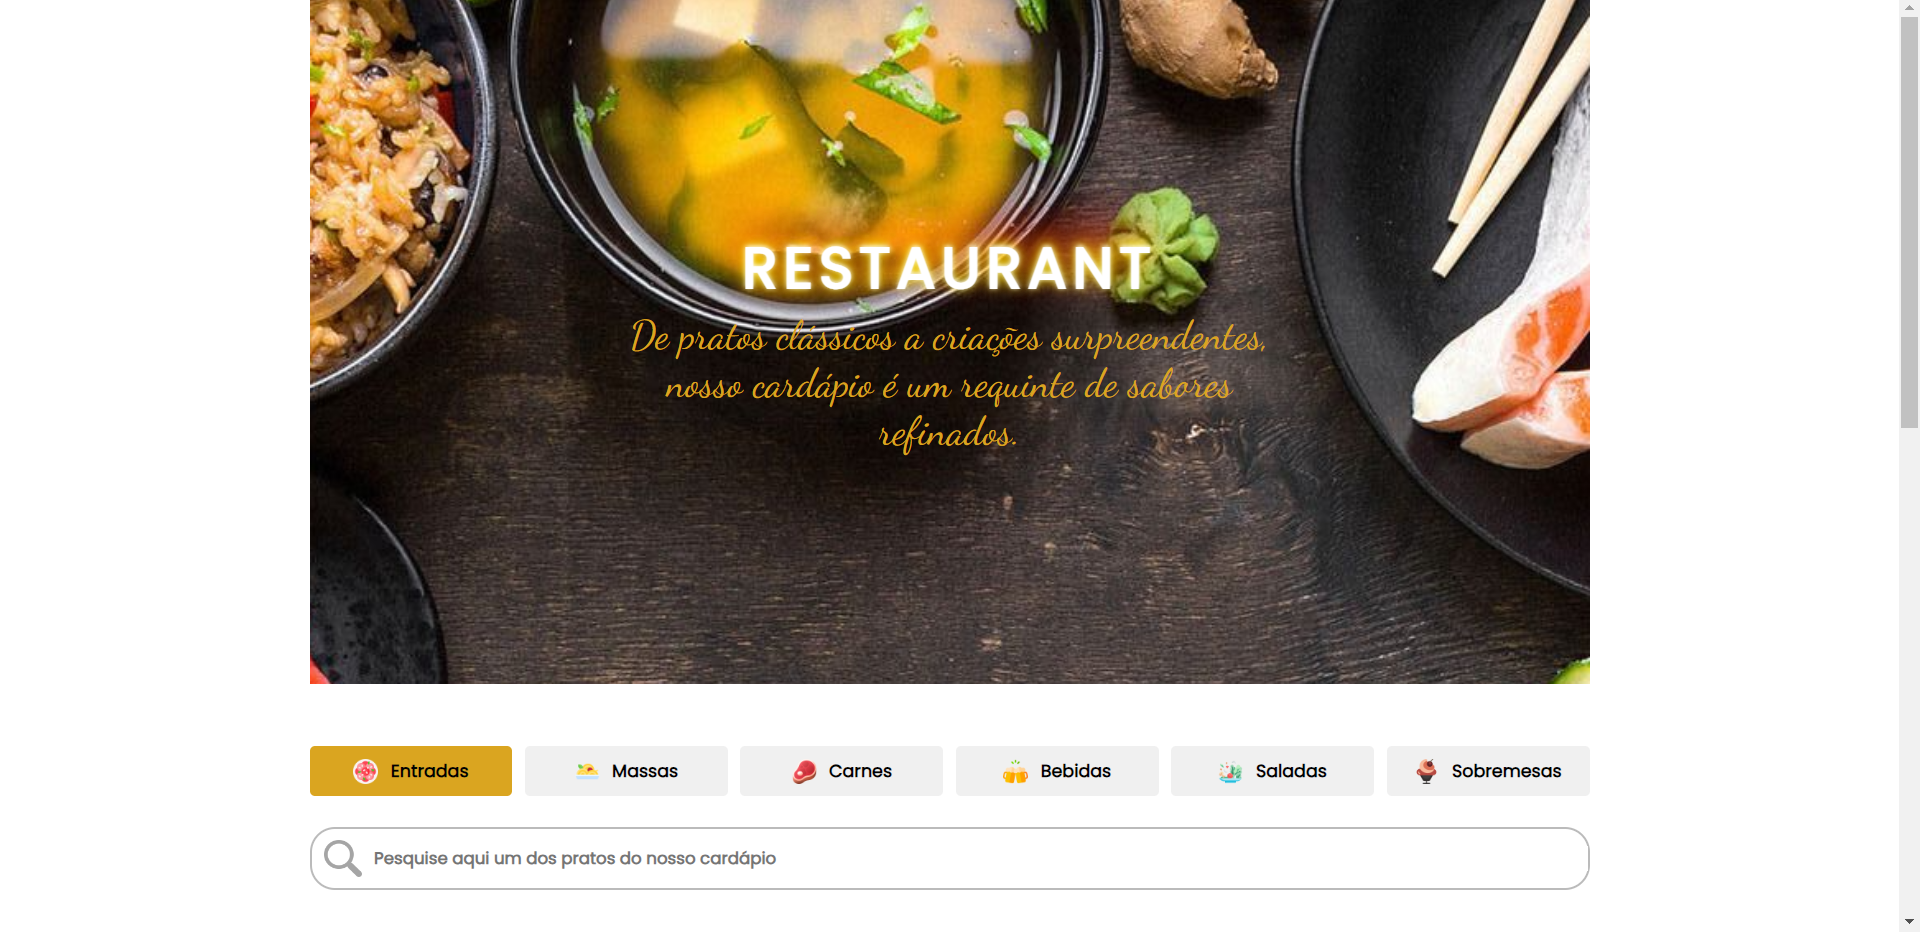 RESTAURANT
De pratos clássicos a criações surpreendentes,
nosso cardápio é um requinte de sabores
refinados.
Entradas
Massas
Carnes
Bebidas
Saladas
Sobremesas
Pesquise aqui um dos pratos do nosso cardápio